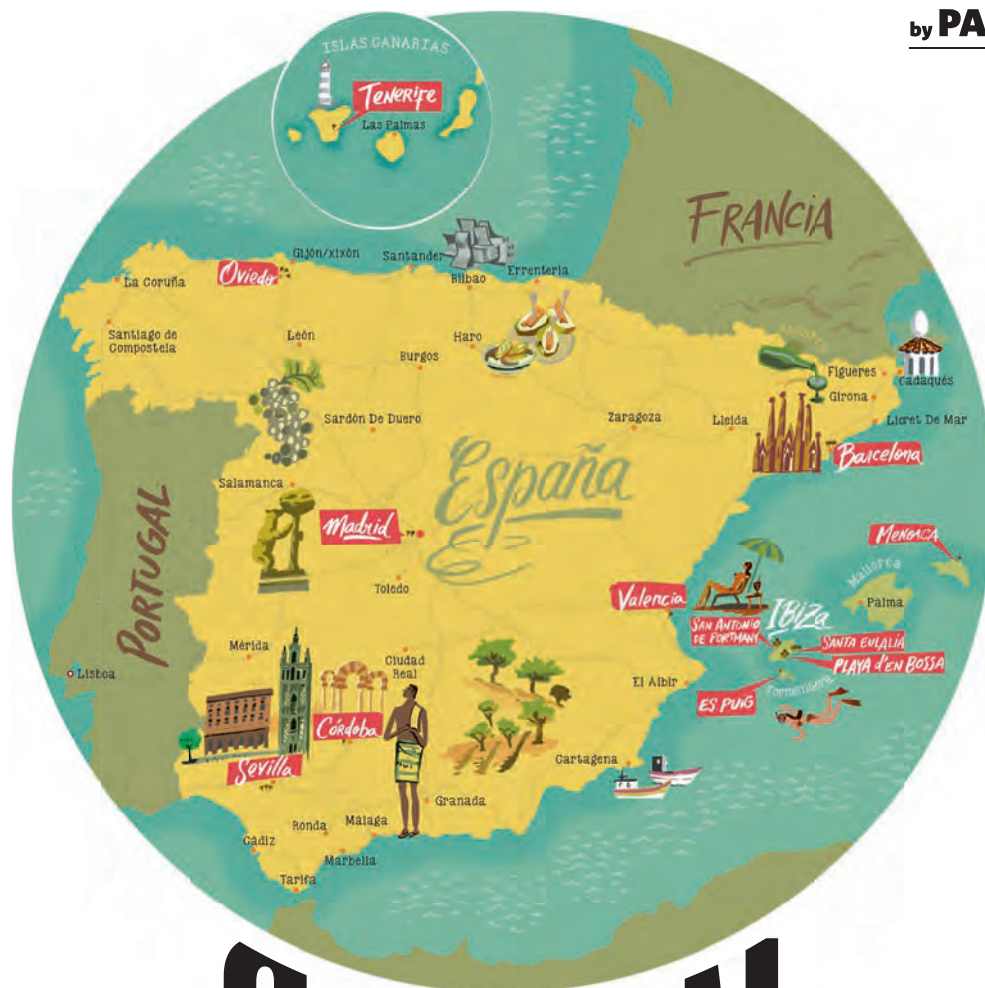 by PA
ISLAS CANARIAS
TENERIFE
Las Palmas
FRANCIA
Gijón/Xixón
Santander
Oviedo
Bilbao
Errenteria
La Coruña
Santiago de
Compostela
León
Haro
Burgos
Figueres
Cadaqués
Girona
Sardón De Duero
Zaragoza
Lleida
Lloret De Mar
Barcelona
España
Salamanca
PORTUGAL
Madrid
MENORCA
Mallorca
Toledo
Valencia
Palma
IBIZA
SAN ANTONIO
DE PORTMANY
SANTA EULALIA
PLAYA d'EN BOSSA
Mérida
Ciudad
Real
Lisboa
El Albir
ES PUIG
Formentera
Córdoba
Sevilla
Cartagena
Granada
Málaga
Ronda
Cádiz
Marbella
Tarifa